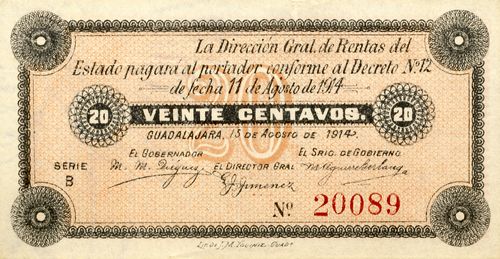 La Dirección Gral. de Rentas del
Estado pagará al portador conforme al Decreto No. 12
de fecha 11 de Agosto de 1914
20 VEINTE CENTAVOS. 20
20
GUADALAJARA, 13 DE AGOSTO DE 1914.
EL GOBERNADOR EL DIRECTOR GRAL EL SRIO. DE GOBIERNO
SERIE
B
M. M. Dieguez
No. 20089